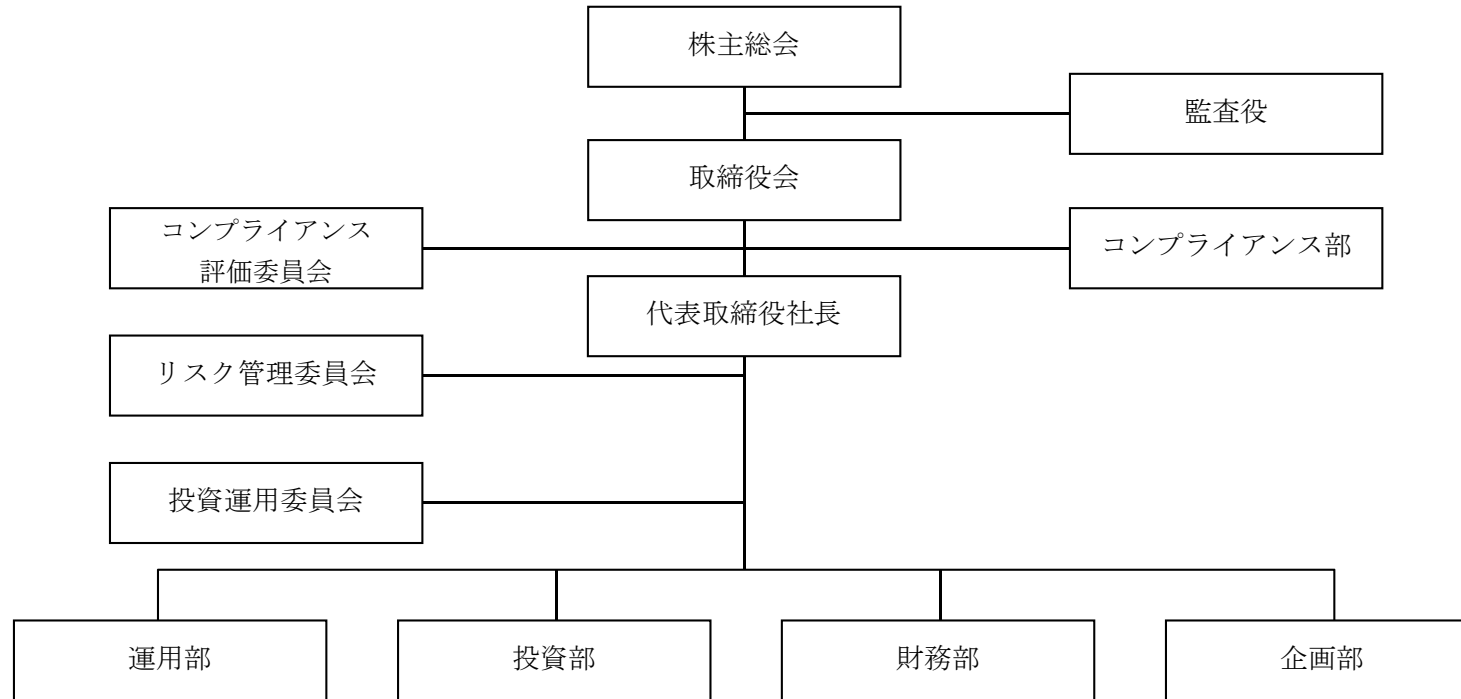 株主総会
監査役
取締役会
コンプライアンス
評価委員会
コンプライアンス部
代表取締役社長
リスク管理委員会
投資運用委員会
運用部
投資部
財務部
企画部